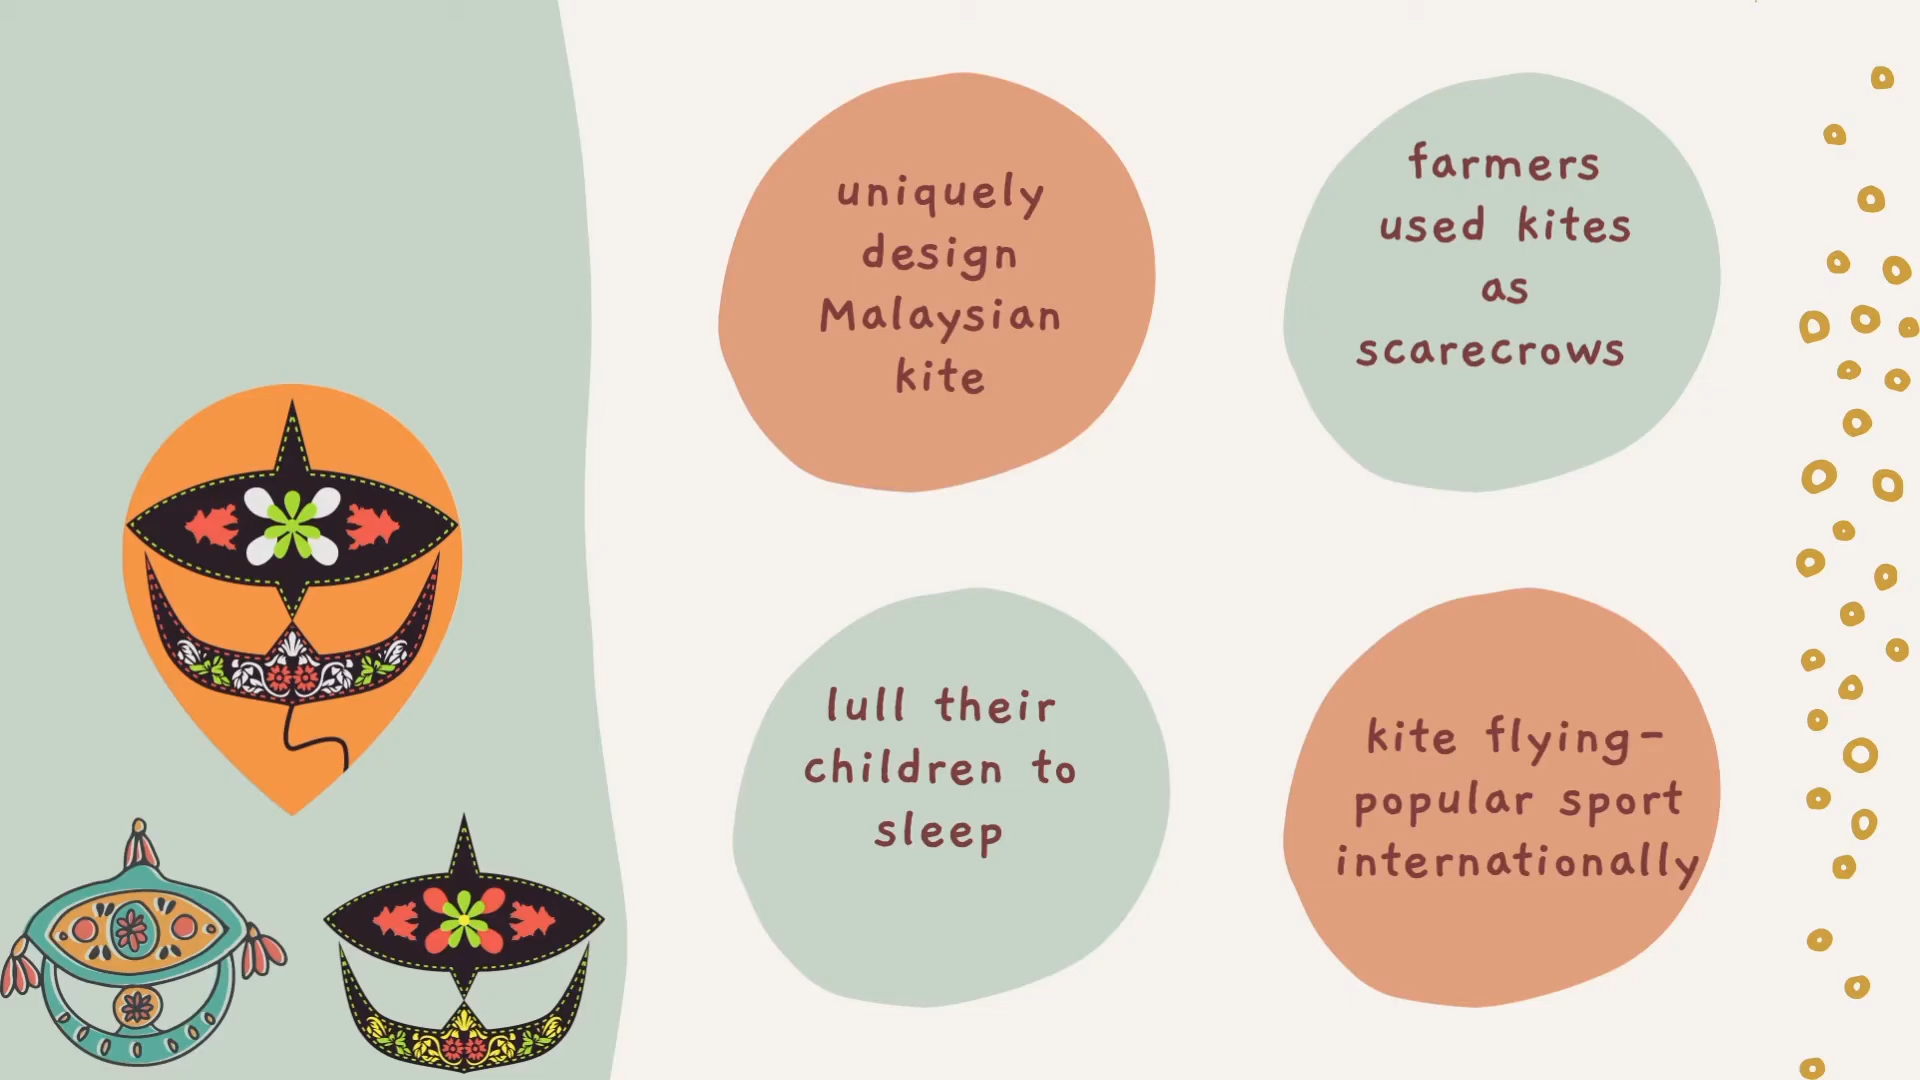 uniquely
design
Malaysian
kite
farmers
used kites
as
scarecrows
lull their
children to
sleep
kite flying-
popular sport
internationally